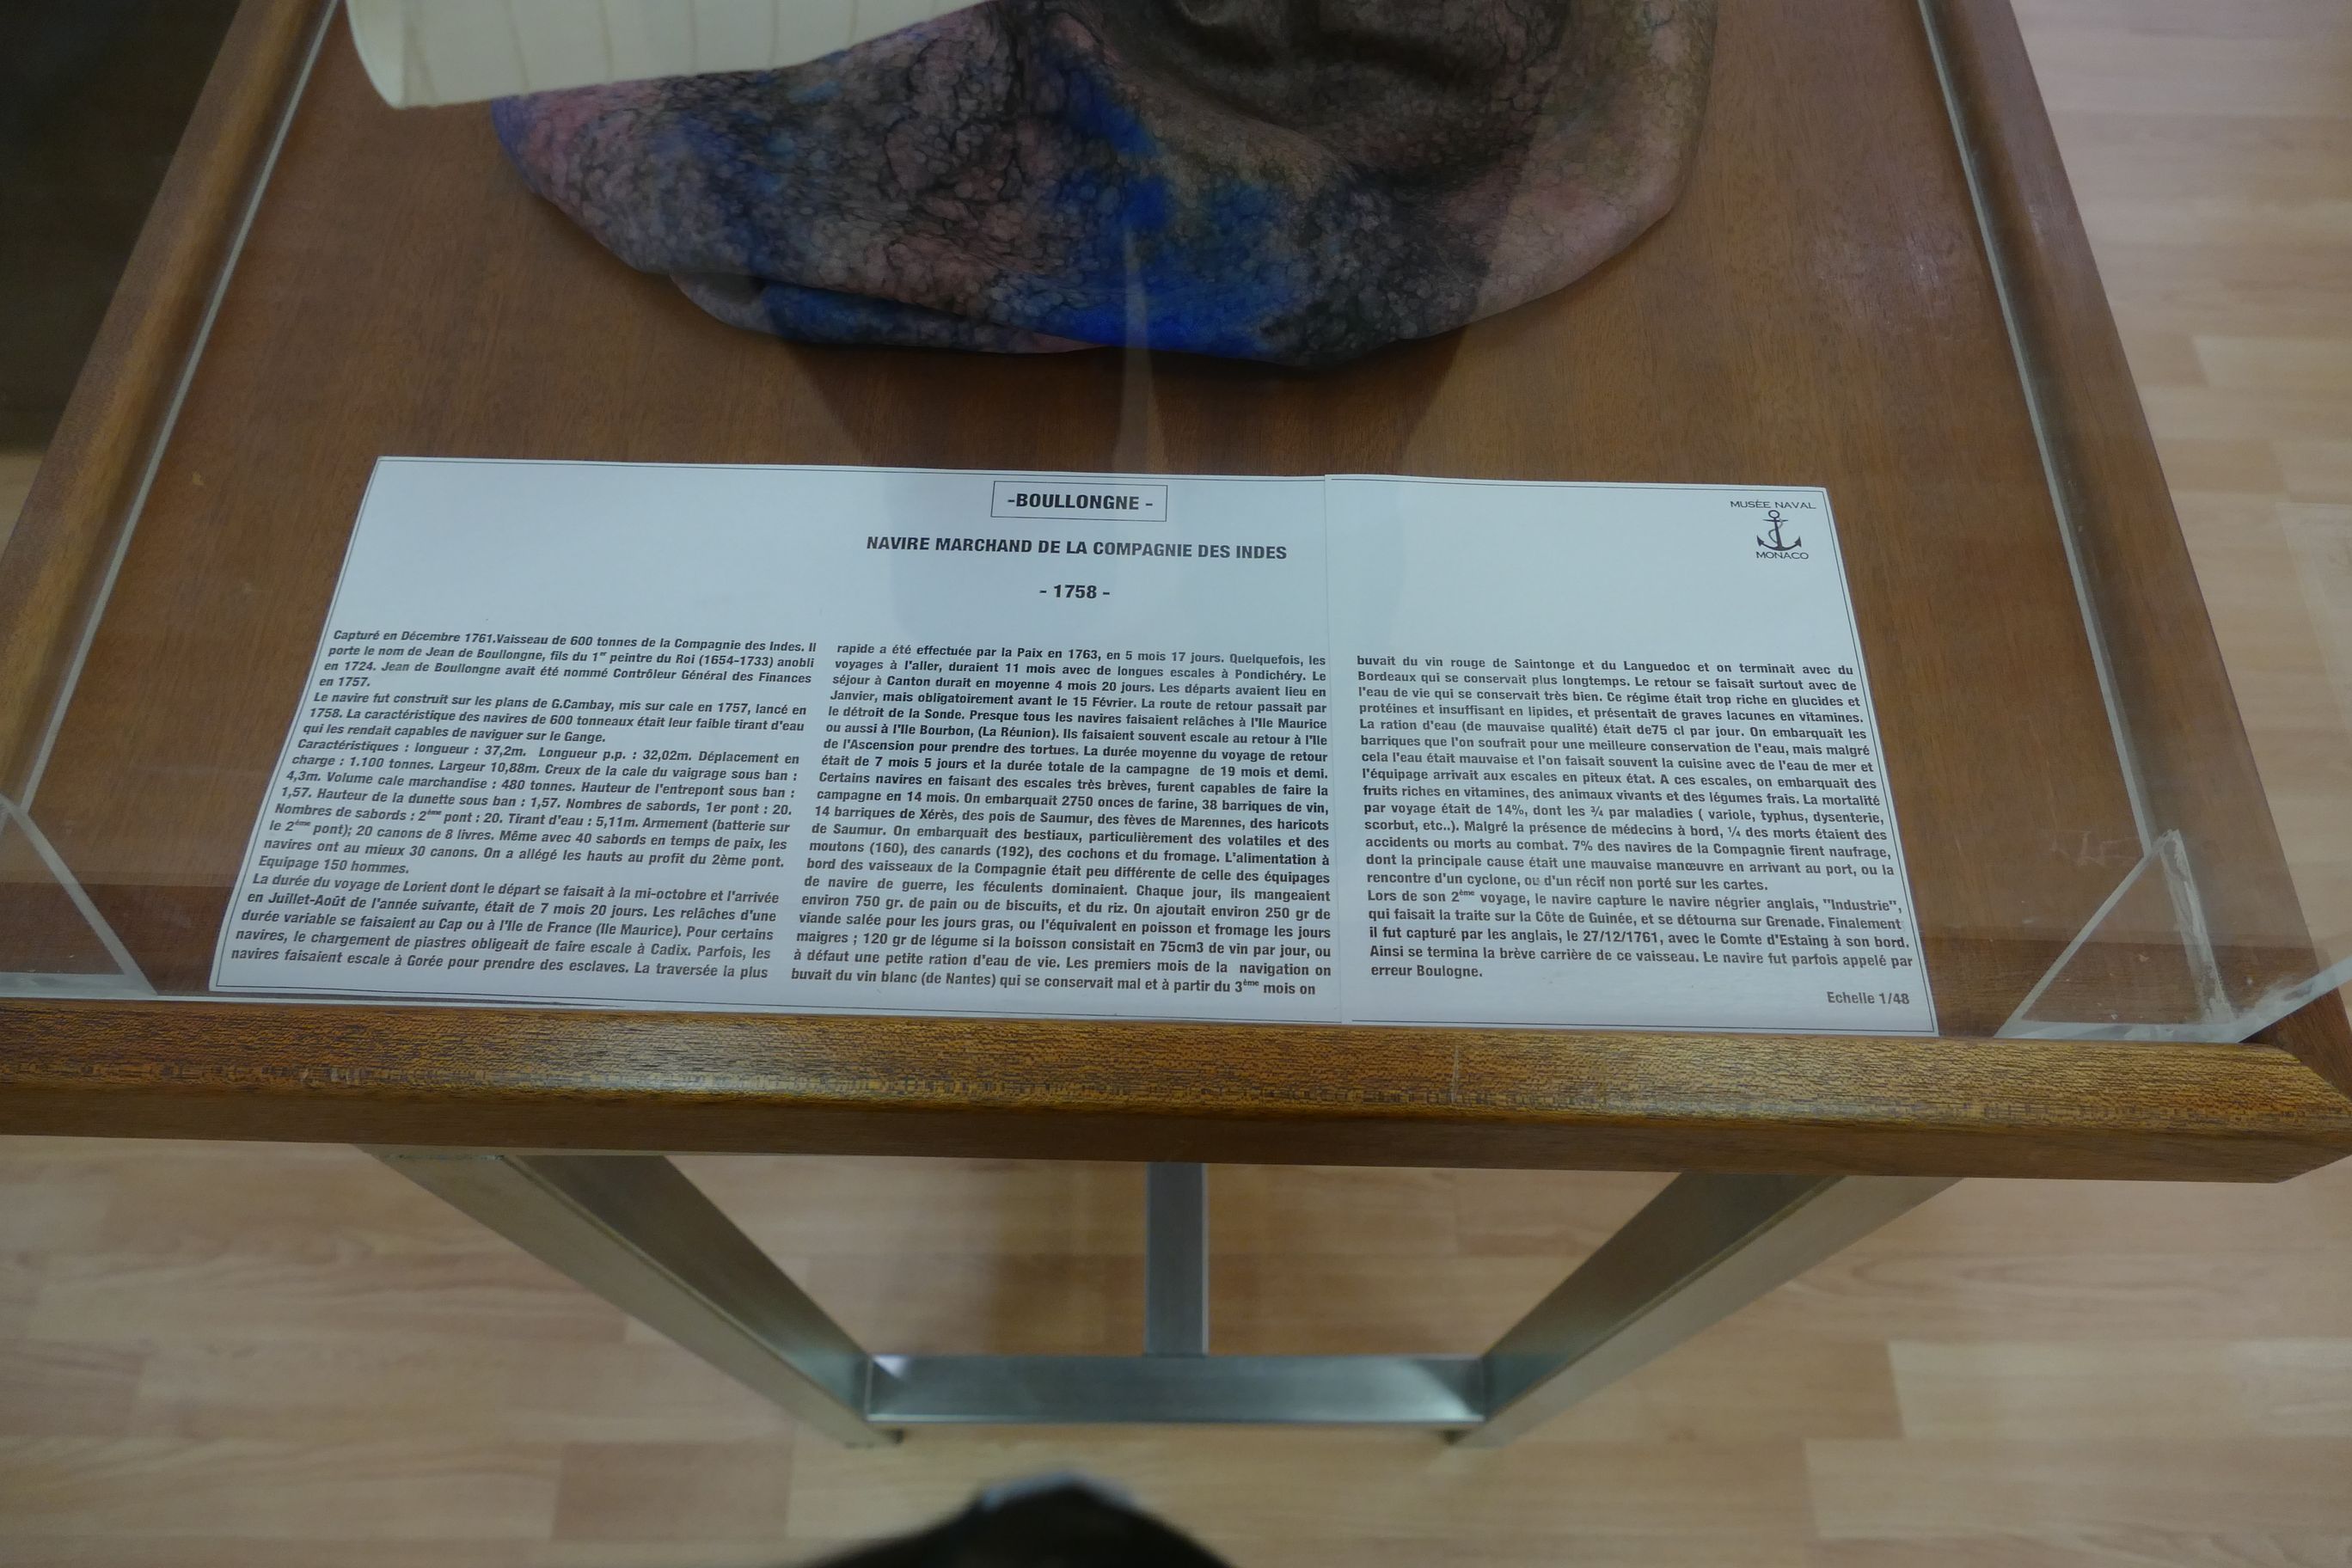 -BOULLONGNE -
MUSÉE NAVAL
MONACO
NAVIRE MARCHAND DE LA COMPAGNIE DES INDES
- 1758 -
Capturé en Décembre 1761.Vaisseau de 600 tonnes de la Compagnie des Indes. Il
porte le nom de Jean de Boullongne, fils du 1er peintre du Roi (1654-1733) anobli
en 1724. Jean de Boullongne avait été nommé Contrôleur Général des Finances
en 1757.
Le navire fut construit sur les plans de G.Cambay, mis sur cale en 1757, lancé en
1758. La caractéristique des navires de 600 tonneaux était leur faible tirant d'eau
qui les rendait capables de naviguer sur le Gange.
Caractéristiques : longueur : 37,2m. Longueur p.p. : 32,02m. Déplacement en
charge : 1.100 tonnes. Largeur 10,88m. Creux de la cale du vaigrage sous ban :
4,3m. Volume cale marchandise : 480 tonnes. Hauteur de l'entrepont sous ban :
1,57. Hauteur de la dunette sous ban : 1,57. Nombres de sabords, 1er pont : 20.
Nombres de sabords : 2ème pont : 20. Tirant d'eau : 5,11m. Armement (batterie sur
le 2ème pont); 20 canons de 8 livres. Même avec 40 sabords en temps de paix, les
navires ont au mieux 30 canons. On a allégé les hauts au profit du 2ème pont.
Equipage 150 hommes.
La durée du voyage de Lorient dont le départ se faisait à la mi-octobre et l'arrivée
en Juillet-Août de l'année suivante, était de 7 mois 20 jours. Les relâches d'une
durée variable se faisaient au Cap ou à l'Ile de France (Ile Maurice). Pour certains
navires, le chargement de piastres obligeait de faire escale à Cadix. Parfois, les
navires faisaient escale à Gorée pour prendre des esclaves. La traversée la plus
rapide a été effectuée par la Paix en 1763, en 5 mois 17 jours. Quelquefois, les
voyages à l'aller, duraient 11 mois avec de longues escales à Pondichéry. Le
séjour à Canton durait en moyenne 4 mois 20 jours. Les départs avaient lieu en
Janvier, mais obligatoirement avant le 15 Février. La route de retour passait par
le détroit de la Sonde. Presque tous les navires faisaient relâches à l'Ile Maurice
ou aussi à l'Ile Bourbon, (La Réunion). Ils faisaient souvent escale au retour à l'Ile
de l'Ascension pour prendre des tortues. La durée moyenne du voyage de retour
était de 7 mois 5 jours et la durée totale de la campagne de 19 mois et demi.
Certains navires en faisant des escales très brèves, furent capables de faire la
campagne en 14 mois. On embarquait 2750 onces de farine, 38 barriques de vin,
14 barriques de Xérès, des pois de Saumur, des fèves de Marennes, des haricots
de Saumur. On embarquait des bestiaux, particulièrement des volatiles et des
moutons (160), des canards (192), des cochons et du fromage. L'alimentation à
bord des vaisseaux de la Compagnie était peu différente de celle des équipages
de navire de guerre, les féculents dominaient. Chaque jour, ils mangeaient
environ 750 gr. de pain ou de biscuits, et du riz. On ajoutait environ 250 gr de
viande salée pour les jours gras, ou l'équivalent en poisson et fromage les jours
maigres ; 120 gr de légume si la boisson consistait en 75cm3 de vin par jour, ou
à défaut une petite ration d'eau de vie. Les premiers mois de la navigation on
buvait du vin blanc (de Nantes) qui se conservait mal et à partir du 3ème mois on
buvait du vin rouge de Saintonge et du Languedoc et on terminait avec du
Bordeaux qui se conservait plus longtemps. Le retour se faisait surtout avec de
l'eau de vie qui se conservait très bien. Ce régime était trop riche en glucides et
protéines et insuffisant en lipides, et présentait de graves lacunes en vitamines.
La ration d'eau (de mauvaise qualité) était de75 cl par jour. On embarquait les
barriques que l'on soufrait pour une meilleure conservation de l'eau, mais malgré
cela l'eau était mauvaise et l'on faisait souvent la cuisine avec de l'eau de mer et
l'équipage arrivait aux escales en piteux état. A ces escales, on embarquait des
fruits riches en vitamines, des animaux vivants et des légumes frais. La mortalité
par voyage était de 14%, dont les ¾ par maladies ( variole, typhus, dysenterie,
scorbut, etc..). Malgré la présence de médecins à bord, ¼ des morts étaient des
accidents ou morts au combat. 7% des navires de la Compagnie firent naufrage,
dont la principale cause était une mauvaise manœuvre en arrivant au port, ou la
rencontre d'un cyclone, ou d'un récif non porté sur les cartes.
Lors de son 2ème voyage, le navire capture le navire négrier anglais, "Industrie",
qui faisait la traite sur la Côte de Guinée, et se détourna sur Grenade. Finalement
il fut capturé par les anglais, le 27/12/1761, avec le Comte d'Estaing à son bord.
Ainsi se termina la brève carrière de ce vaisseau. Le navire fut parfois appelé par
erreur Boulogne.
Echelle 1/48